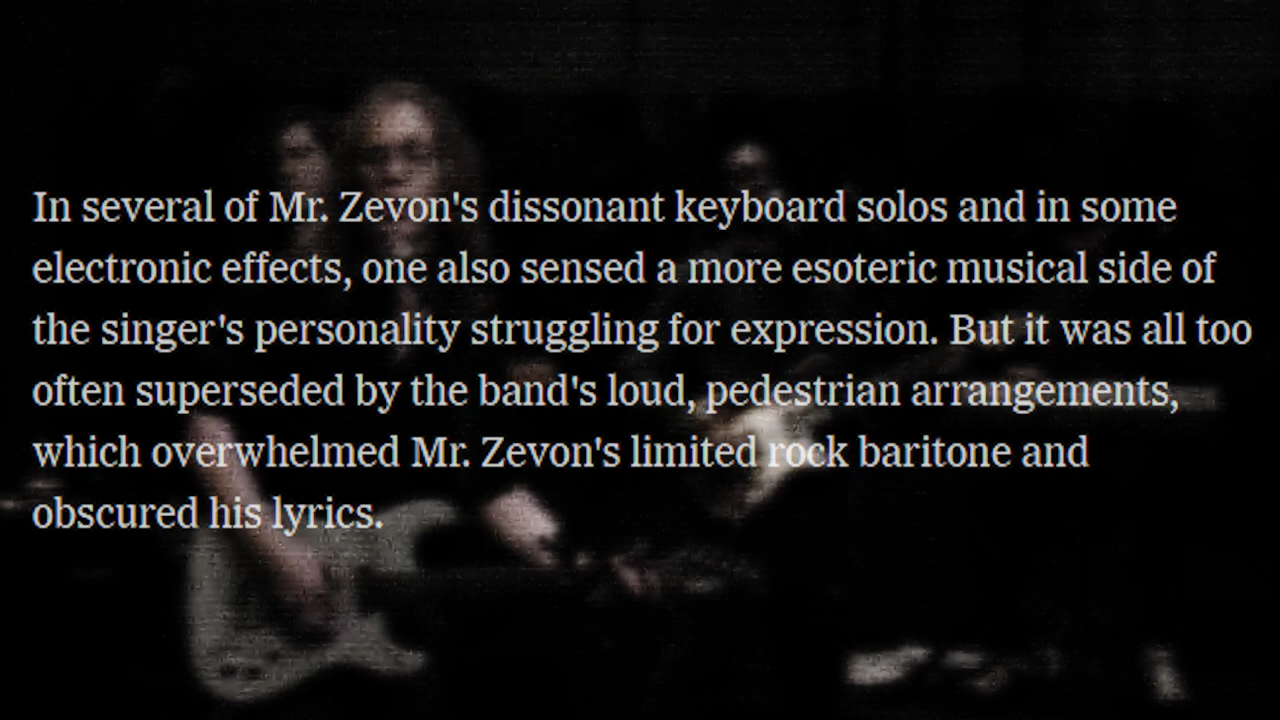 In several of Mr. Zevon's dissonant keyboard solos and in some
electronic effects, one also sensed a more esoteric musical side of
the singer's personality struggling for expression. But it was all too
often superseded by the band's loud, pedestrian arrangements,
which overwhelmed Mr. Zevon's limited rock baritone and
obscured his lyrics.